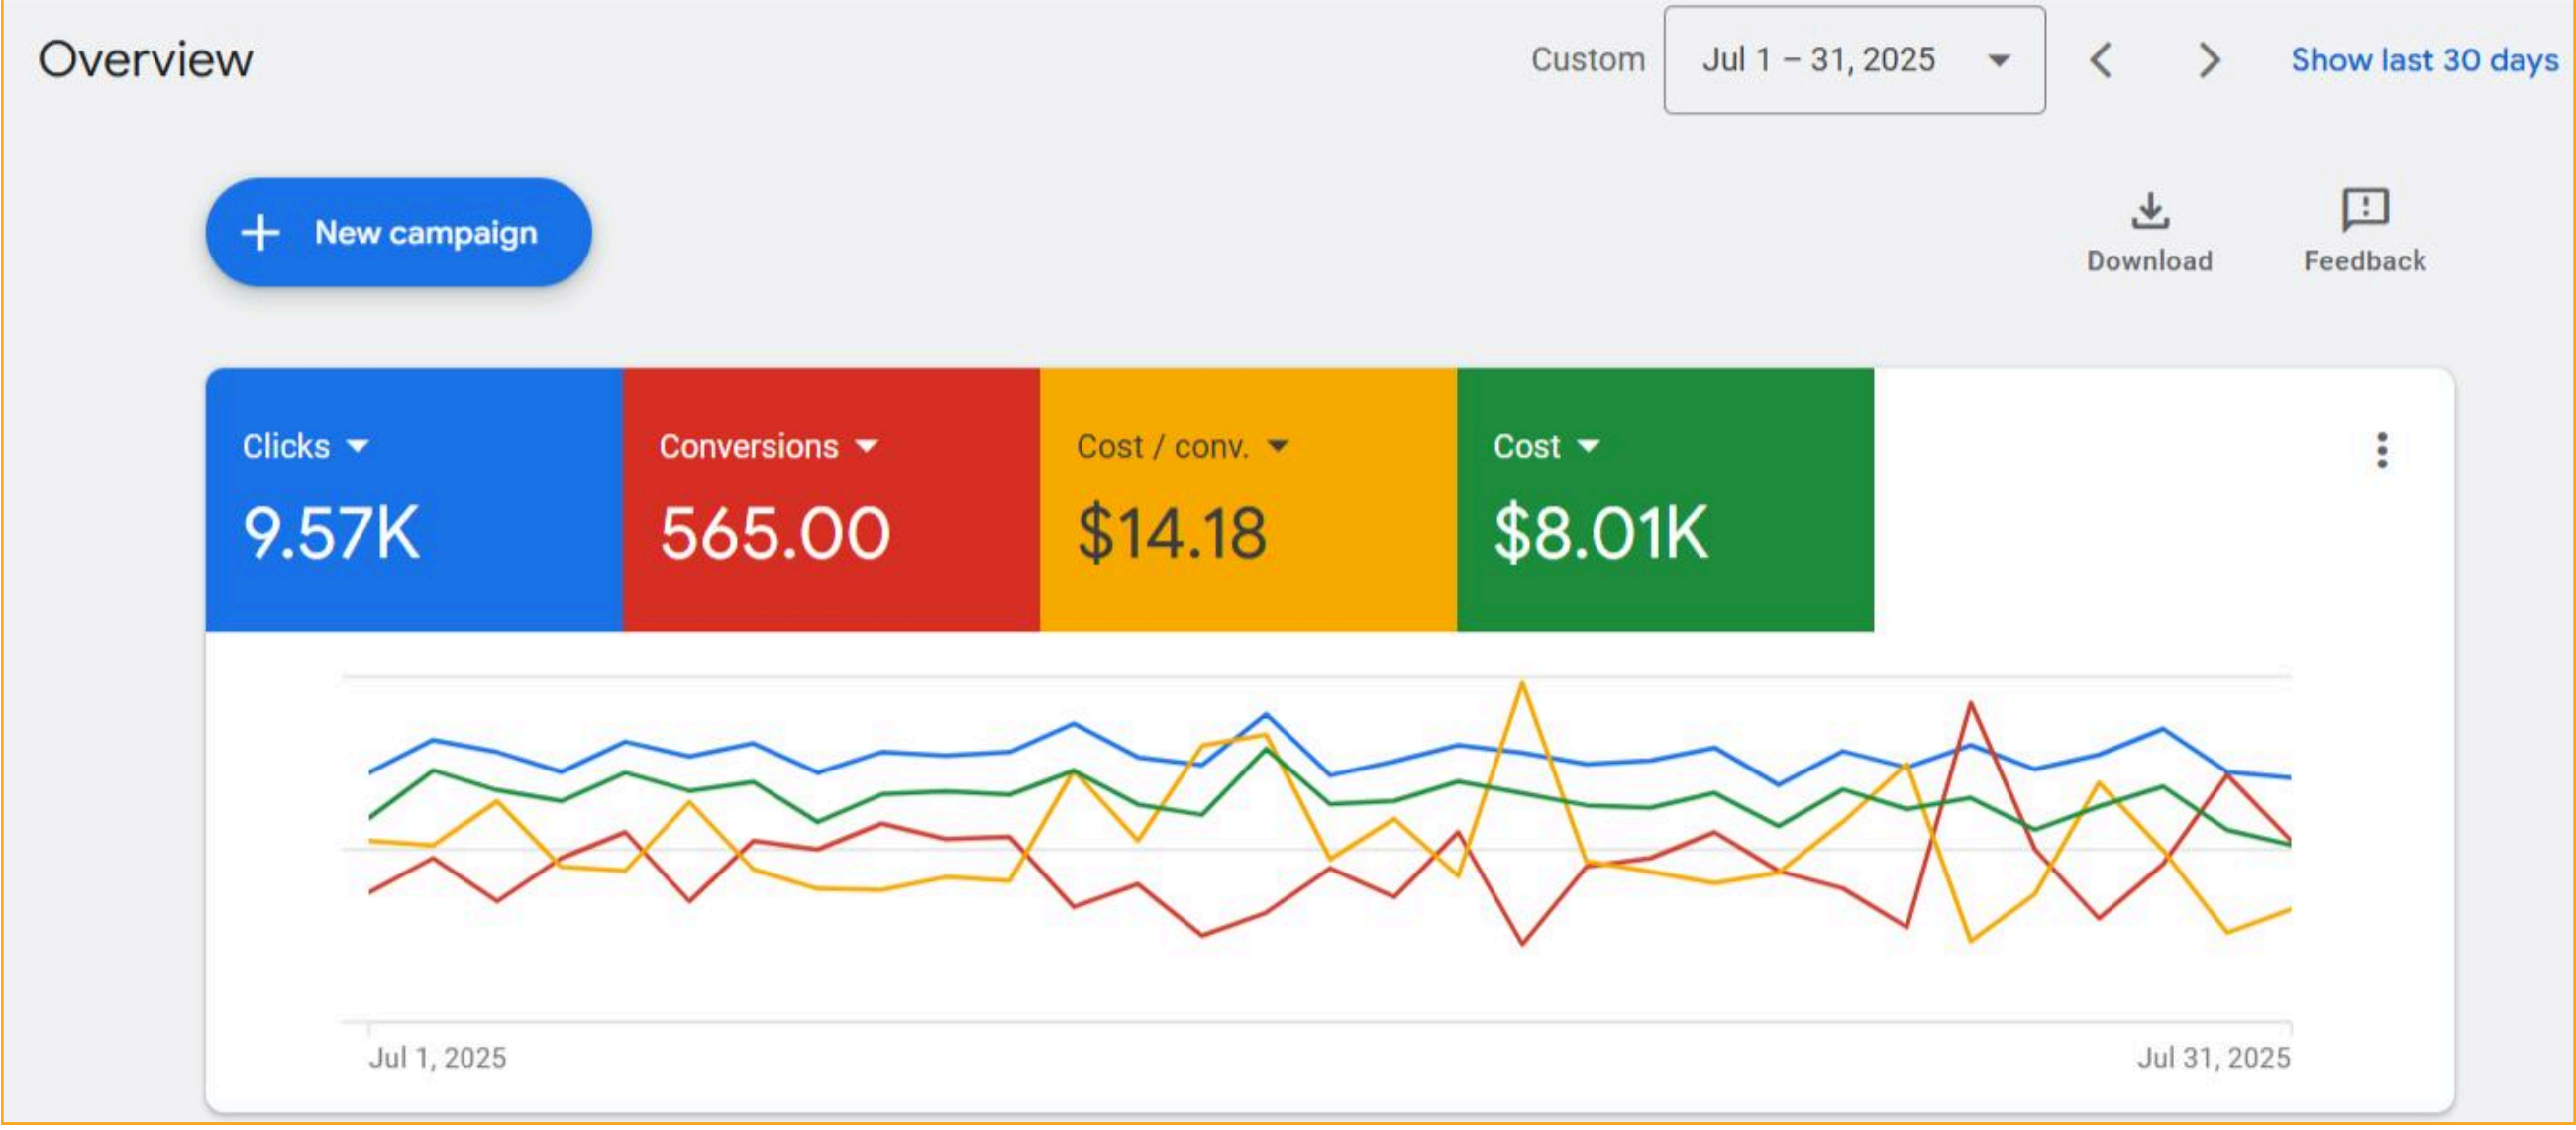 Overview
Custom Jul 1 – 31, 2025 Show last 30 days
New campaign
Download Feedback
Clicks Conversions Cost / conv. Cost
9.57K 565.00 $14.18 $8.01K
Jul 1, 2025 Jul 31, 2025